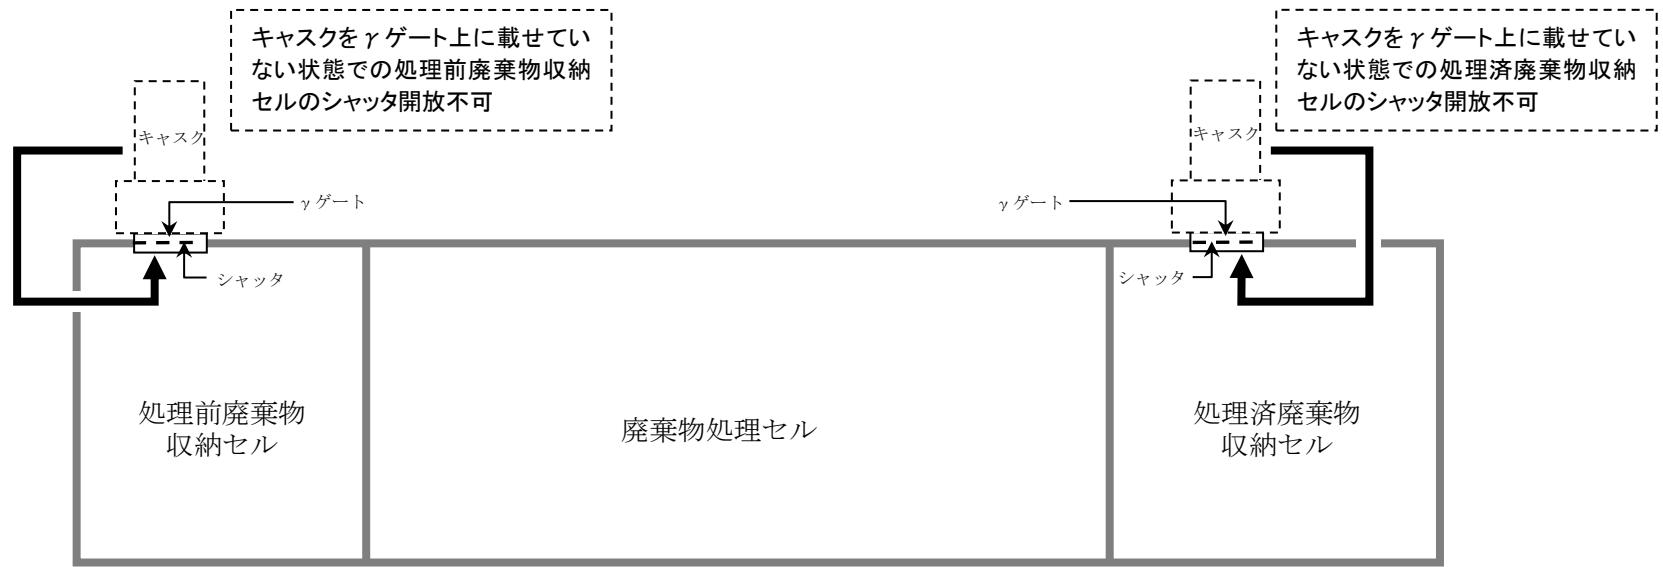 キャスクをγゲート上に載せてい
ない状態での処理前廃棄物収納
セルのシャッタ開放不可
キャスクをγゲート上に載せてい
ない状態での処理済廃棄物収納
セルのシャッタ開放不可
キャスク
キャスク
γゲート
γゲート
シャッタ
シャッタ
処理前廃棄物
収納セル
廃棄物処理セル
処理済廃棄物
収納セル